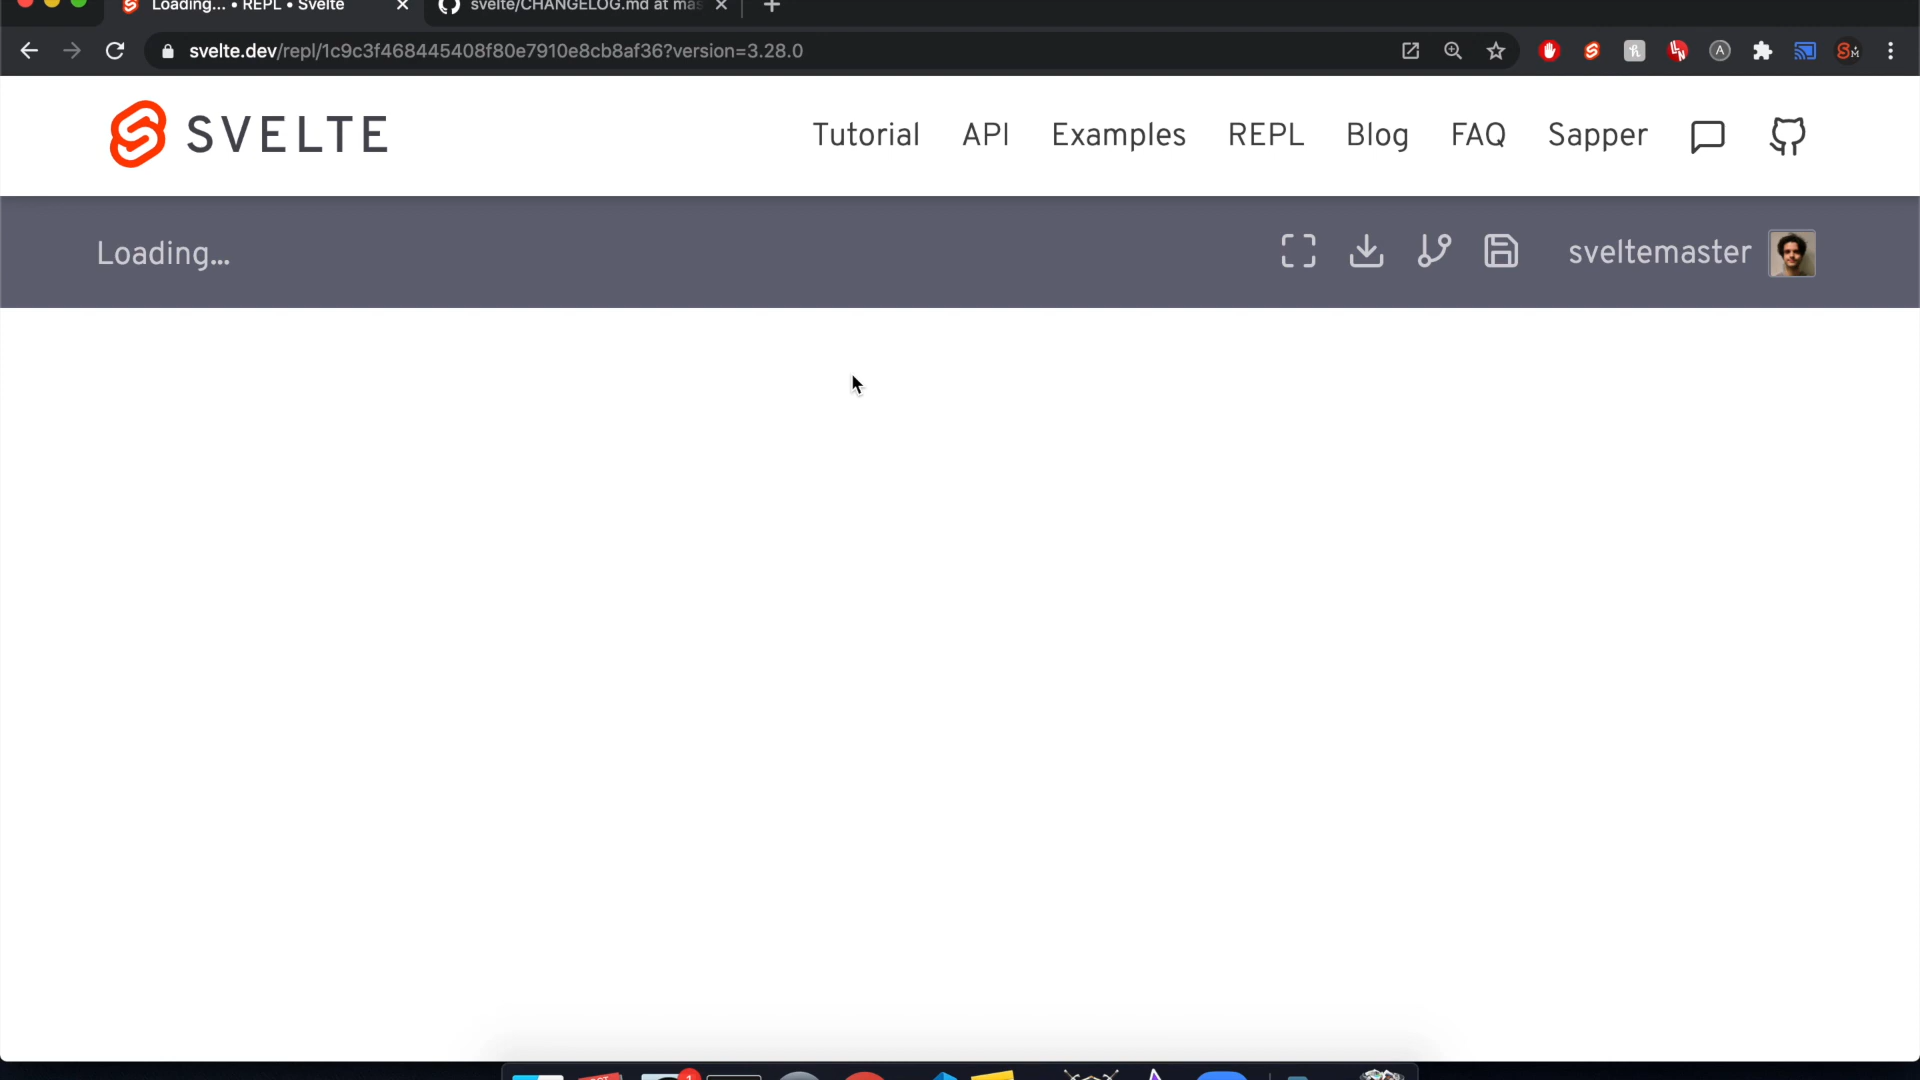 Loading... • REPL • Svelte
svelte/CHANGELOG.md at mas
svelte.dev/repl/1c9c3f468445408f80e7910e8cb8af36?version=3.28.0
SVELTE
Tutorial
API
Examples
REPL
Blog
FAQ
Sapper
Loading...
sveltemaster